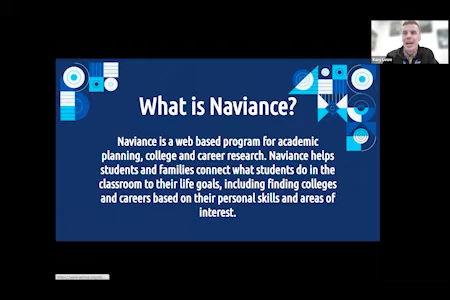 What is Naviance?
Naviance is a web based program for academic
planning, college and career research. Naviance helps
students and families connect what students do in the
classroom to their life goals, including finding colleges
and careers based on their personal skills and areas of
interest.